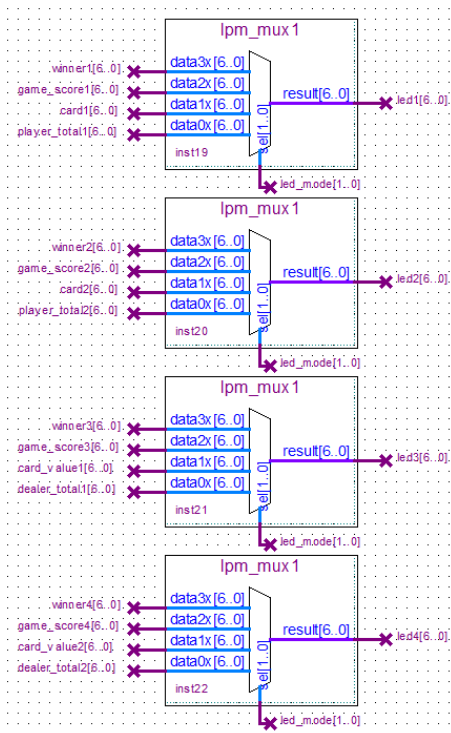 lpm_mux1
winner1[6..0] data3x[6..0]
game_score1[6..0] data2x[6..0] result[6..0] led1[6..0]
card1[6..0] data1x[6..0]
player_total1[6..0] data0x[6..0] sel[1..0]
inst19
led_mode[1..0]
lpm_mux1
winner2[6..0] data3x[6..0]
game_score2[6..0] data2x[6..0] result[6..0] led2[6..0]
card2[6..0] data1x[6..0]
player_total2[6..0] data0x[6..0] sel[1..0]
inst20
led_mode[1..0]
lpm_mux1
winner3[6..0] data3x[6..0]
game_score3[6..0] data2x[6..0] result[6..0] led3[6..0]
card_value1[6..0] data1x[6..0]
dealer_total1[6..0] data0x[6..0] sel[1..0]
inst21
led_mode[1..0]
lpm_mux1
winner4[6..0] data3x[6..0]
game_score4[6..0] data2x[6..0] result[6..0] led4[6..0]
card_value2[6..0] data1x[6..0]
dealer_total2[6..0] data0x[6..0] sel[1..0]
inst22
led_mode[1..0]